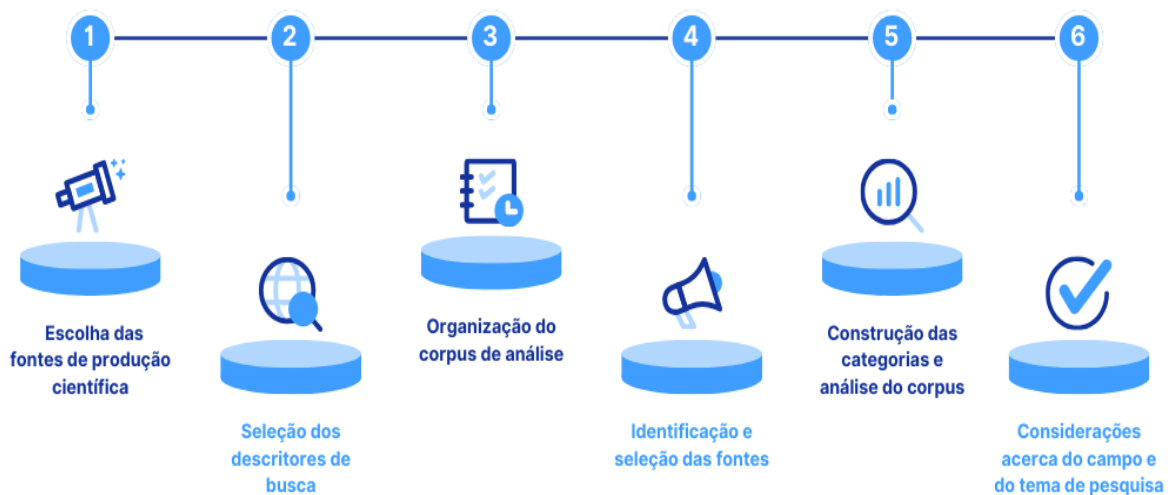 1
2
3
4
5
6
Escolha das
fontes de produção
científica
Seleção dos
descritores de
busca
Organização do
corpus de análise
Identificação e
seleção das fontes
Construção das
categorias e
análise do corpus
Considerações
acerca do campo e
do tema de pesquisa